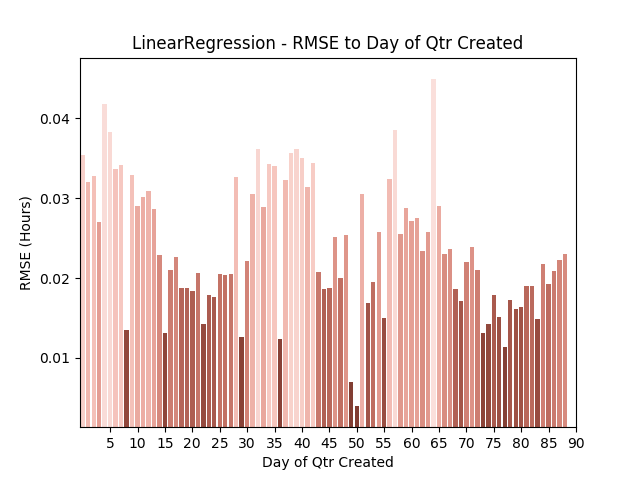 LinearRegression - RMSE to Day of Qtr Created
0.04
0.03
0.02
0.01
RMSE (Hours)
5 10 15 20 25 30 35 40 45 50 55 60 65 70 75 80 85 90
Day of Qtr Created